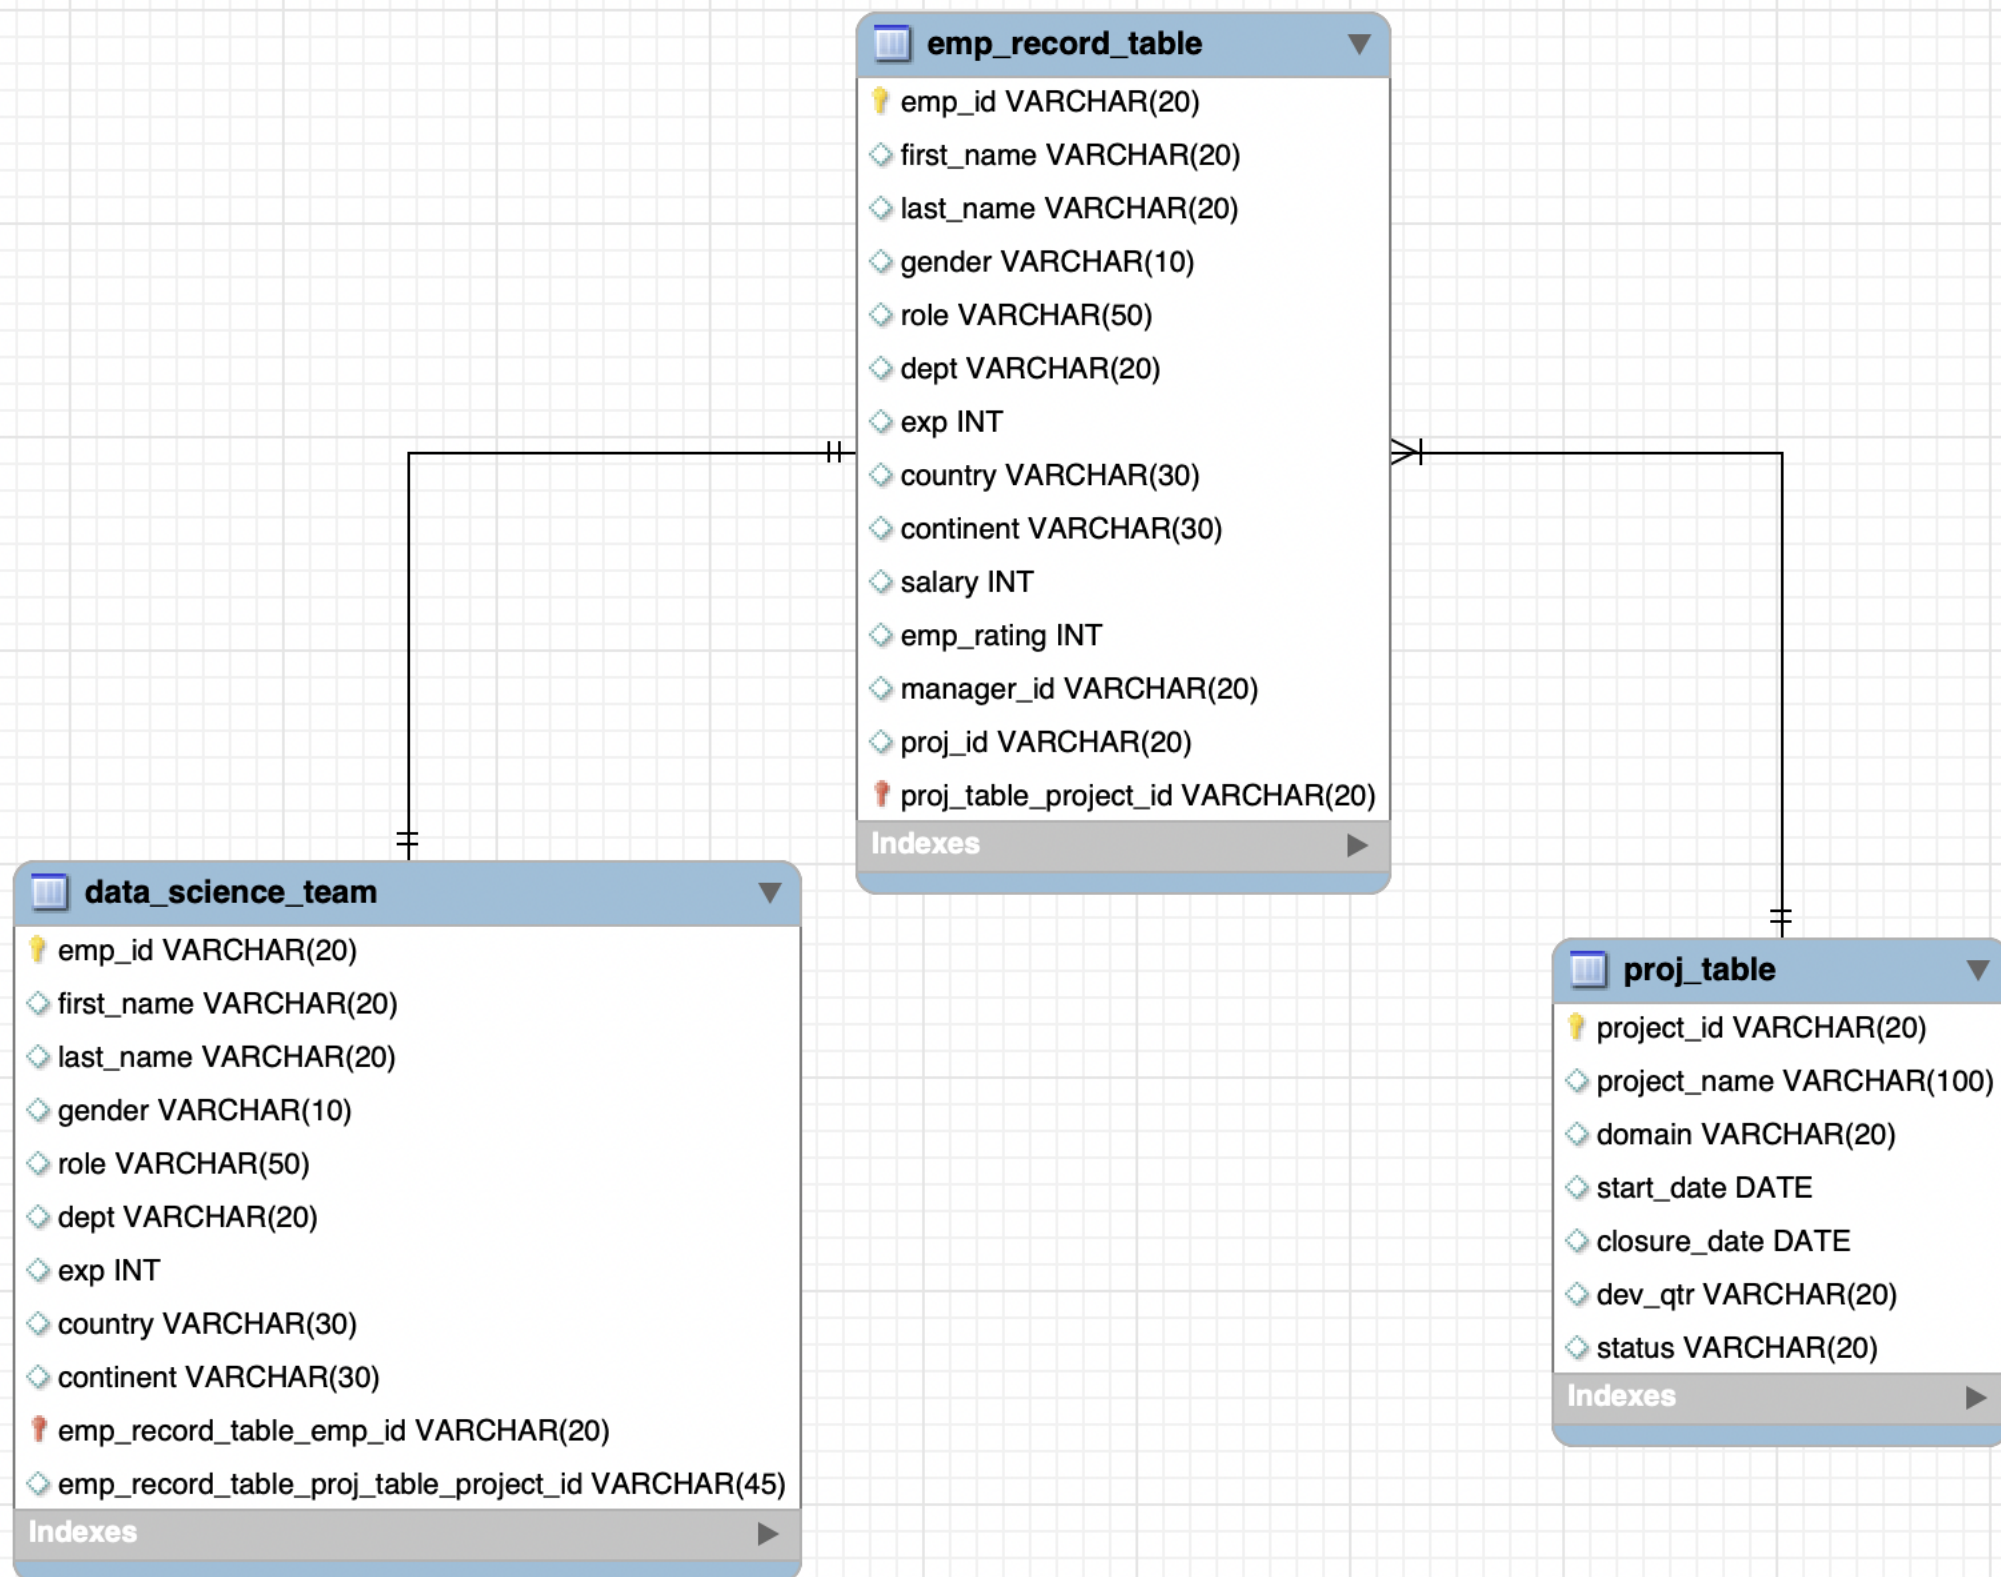 emp_record_table
emp_id VARCHAR(20)
first_name VARCHAR(20)
last_name VARCHAR(20)
gender VARCHAR(10)
role VARCHAR(50)
dept VARCHAR(20)
exp INT
country VARCHAR(30)
continent VARCHAR(30)
salary INT
emp_rating INT
manager_id VARCHAR(20)
proj_id VARCHAR(20)
proj_table_project_id VARCHAR(20)
Indexes
data_science_team
emp_id VARCHAR(20)
first_name VARCHAR(20)
last_name VARCHAR(20)
gender VARCHAR(10)
role VARCHAR(50)
dept VARCHAR(20)
exp INT
country VARCHAR(30)
continent VARCHAR(30)
emp_record_table_emp_id VARCHAR(20)
emp_record_table_proj_table_project_id VARCHAR(45)
Indexes
proj_table
project_id VARCHAR(20)
project_name VARCHAR(100)
domain VARCHAR(20)
start_date DATE
closure_date DATE
dev_qtr VARCHAR(20)
status VARCHAR(20)
Indexes